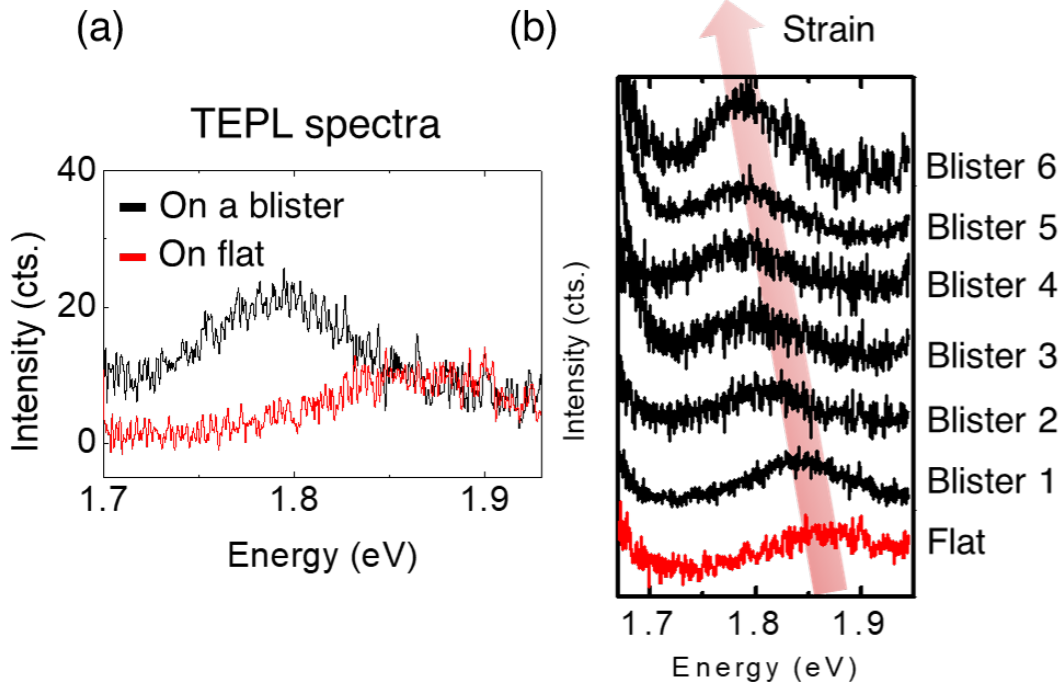 (a)
TEPL spectra
40
20
0
Intensity (cts.)
On a blister
On flat
1.7
1.8
1.9
Energy (eV)
(b)
Strain
Intensity (cts.)
Blister 6
Blister 5
Blister 4
Blister 3
Blister 2
Blister 1
Flat
1.7
1.8
1.9
Energy (eV)